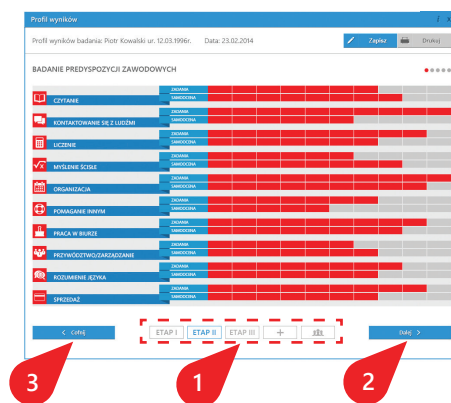 Profil wyników
Profil wyników badania: Piotr Kowalski ur. 12.03.1996r. Data: 23.02.2014
Zapisz
Drukuj
BADANIE PREDYSPOZYCJI ZAWODOWYCH
CZYTANIE
ZADANIA
SAMOOCENA
KONTAKTOWANIE SIĘ Z LUDŹMI
ZADANIA
SAMOOCENA
LICZENIE
ZADANIA
SAMOOCENA
MYŚLENIE ŚCISŁE
ZADANIA
SAMOOCENA
ORGANIZACJA
ZADANIA
SAMOOCENA
POMAGANIE INNYM
ZADANIA
SAMOOCENA
PRACA W BIURZE
ZADANIA
SAMOOCENA
PRZYWÓDZTWO/ZARZĄDZANIE
ZADANIA
SAMOOCENA
ROZUMIENIE JĘZYKA
ZADANIA
SAMOOCENA
SPRZEDAŻ
ZADANIA
SAMOOCENA
< Cofnij
ETAP I
ETAP II
ETAP III
+
Dalej >
3
1
2